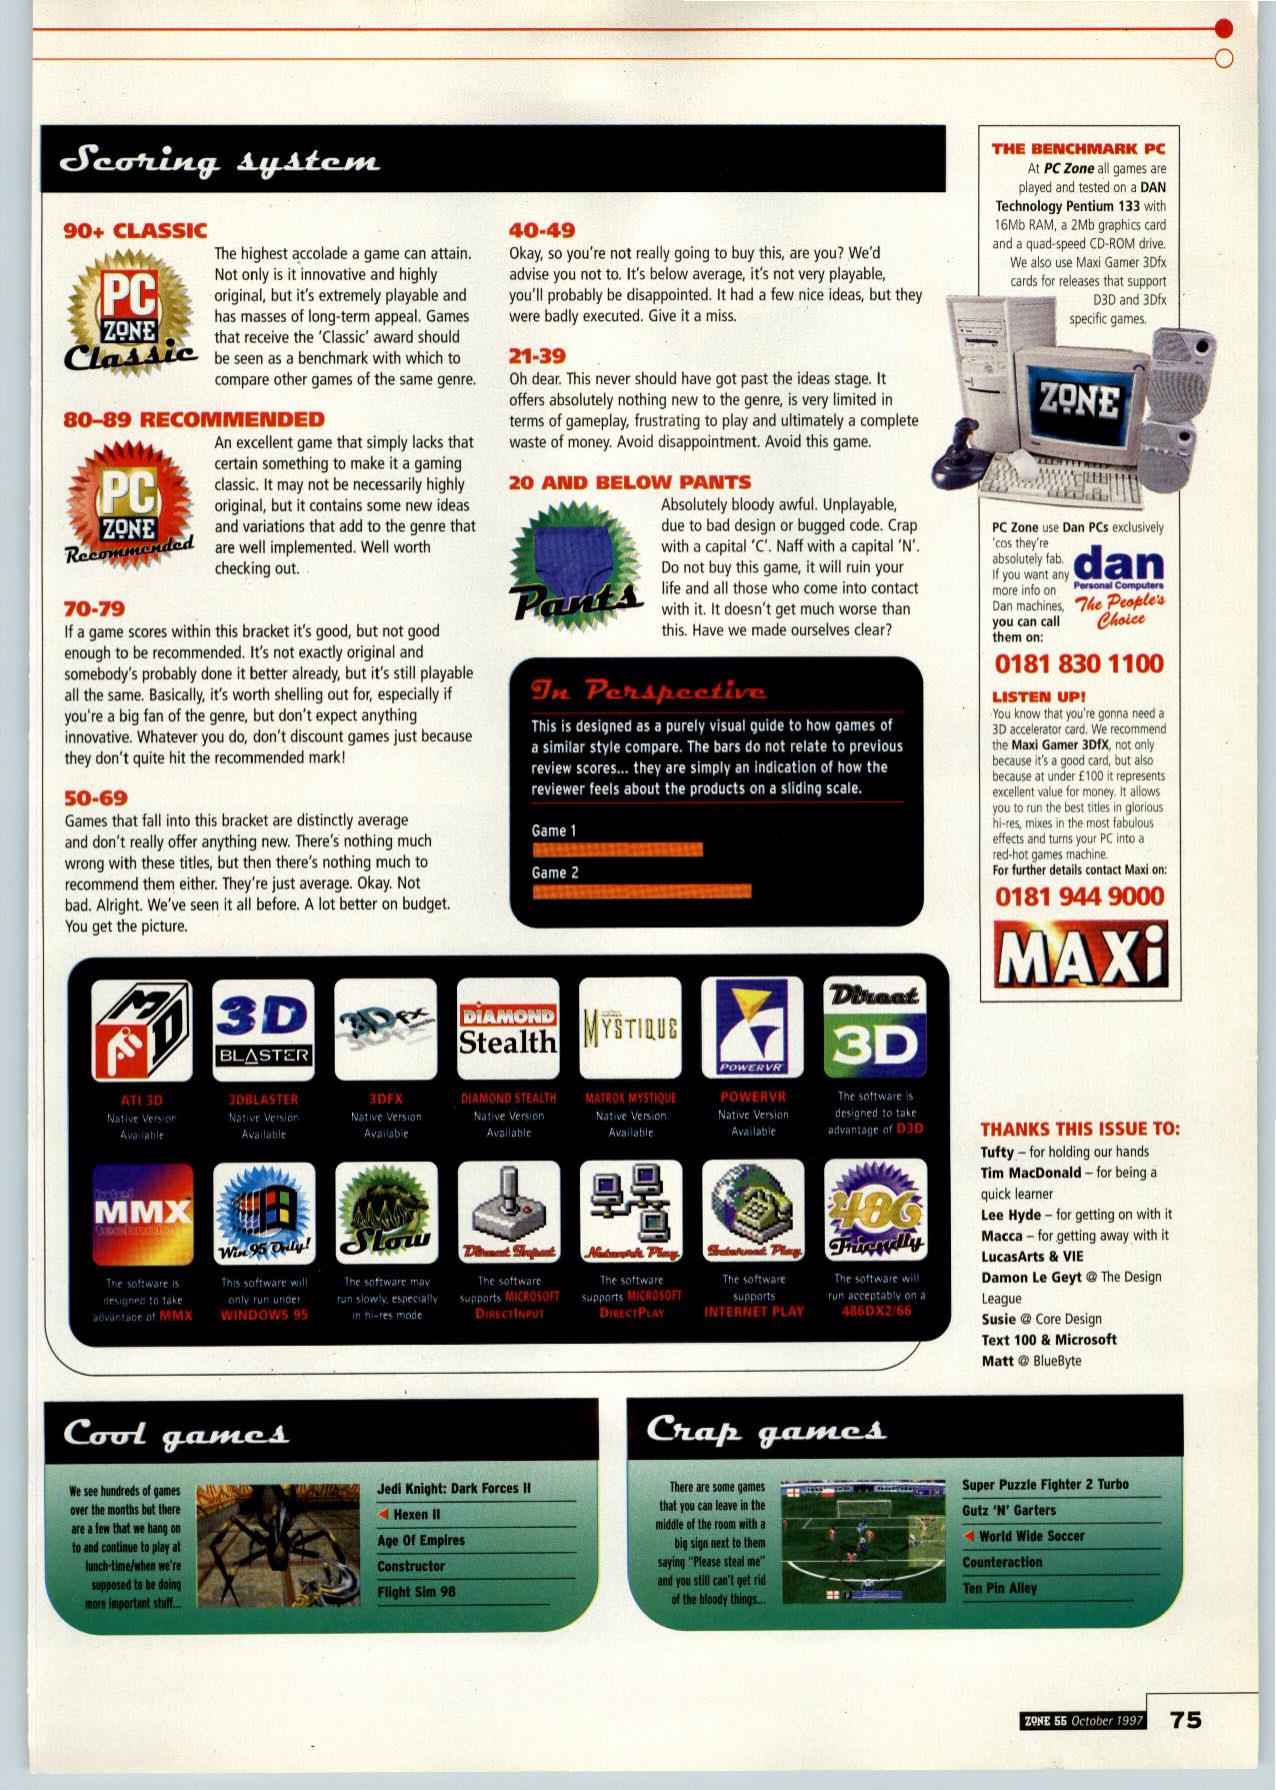 Scoring system
90+ CLASSIC
PC
ZONE
Classic
The highest accolade a game can attain.
Not only is it innovative and highly
original, but it's extremely playable and
has masses of long-term appeal. Games
that receive the 'Classic' award should
be seen as a benchmark with which to
compare other games of the same genre.
80–89 RECOMMENDED
PC
ZONE
Recommended
An excellent game that simply lacks that
certain something to make it a gaming
classic. It may not be necessarily highly
original, but it contains some new ideas
and variations that add to the genre that
are well implemented. Well worth
checking out.
70-79
If a game scores within this bracket it's good, but not good
enough to be recommended. It's not exactly original and
somebody's probably done it better already, but it's still playable
all the same. Basically, it's worth shelling out for, especially if
you're a big fan of the genre, but don't expect anything
innovative. Whatever you do, don't discount games just because
they don't quite hit the recommended mark!
50-69
Games that fall into this bracket are distinctly average
and don't really offer anything new. There's nothing much
wrong with these titles, but then there's nothing much to
recommend them either. They're just average. Okay. Not
bad. Alright. We've seen it all before. A lot better on budget.
You get the picture.
40-49
Okay, so you're not really going to buy this, are you? We'd
advise you not to. It's below average, it's not very playable,
you'll probably be disappointed. It had a few nice ideas, but they
were badly executed. Give it a miss.
21-39
Oh dear. This never should have got past the ideas stage. It
offers absolutely nothing new to the genre, is very limited in
terms of gameplay, frustrating to play and ultimately a complete
waste of money. Avoid disappointment. Avoid this game.
20 AND BELOW PANTS
Pants
Absolutely bloody awful. Unplayable,
due to bad design or bugged code. Crap
with a capital 'C'. Naff with a capital 'N'.
Do not buy this game, it will ruin your
life and all those who come into contact
with it. It doesn't get much worse than
this. Have we made ourselves clear?
In Perspective
This is designed as a purely visual guide to how games of
a similar style compare. The bars do not relate to previous
review scores... they are simply an indication of how the
reviewer feels about the products on a sliding scale.
Game 1
Game 2
ATI 3D
ATI 3D
Native Version
Available
3D
BLASTER
3DBLASTER
Native Version
Available
3Dfx
3DFX
Native Version
Available
DIAMOND
Stealth
DIAMOND STEALTH
Native Version
Available
MYSTIQUE
MATROX MYSTIQUE
Native Version
Available
POWERVR
POWERVR
Native Version
Available
Direct
3D
The software is
designed to take
advantage of D3D
intel
MMX
technology
The software is
designed to take
advantage of MMX
Win 95 Only!
This software will
only run under
WINDOWS 95
Slow
The software may
run slowly, especially
in hi-res mode
Direct Input
The software
supports MICROSOFT
DIRECTINPUT
Network Play
The software
supports MICROSOFT
DIRECTPLAY
Internet Play
The software
supports
INTERNET PLAY
486
Friendly
The software will
run acceptably on a
486DX2/66
THE BENCHMARK PC
At PC Zone all games are
played and tested on a DAN
Technology Pentium 133 with
16Mb RAM, a 2Mb graphics card
and a quad-speed CD-ROM drive.
We also use Maxi Gamer 3Dfx
cards for releases that support
D3D and 3Dfx
specific games.
ZONE
PC Zone use Dan PCs exclusively
'cos they're
absolutely fab.
If you want any
more info on
Dan machines,
you can call
them on:
dan
Personal Computers
The People's
Choice
0181 830 1100
LISTEN UP!
You know that you're gonna need a
3D accelerator card. We recommend
the Maxi Gamer 3DfX, not only
because it's a good card, but also
because at under £100 it represents
excellent value for money. It allows
you to run the best titles in glorious
hi-res, mixes in the most fabulous
effects and turns your PC into a
red-hot games machine.
For further details contact Maxi on:
0181 944 9000
MAXi
THANKS THIS ISSUE TO:
Tufty – for holding our hands
Tim MacDonald – for being a
quick learner
Lee Hyde – for getting on with it
Macca – for getting away with it
LucasArts & VIE
Damon Le Geyt @ The Design
League
Susie @ Core Design
Text 100 & Microsoft
Matt @ BlueByte
Cool games
We see hundreds of games
over the months but there
are a few that we hang on
to and continue to play at
lunch-time/when we're
supposed to be doing
more important stuff...
Jedi Knight: Dark Forces II
Hexen II
Age Of Empires
Constructor
Flight Sim 98
Crap games
There are some games
that you can leave in the
middle of the room with a
big sign next to them
saying "Please steal me"
and you still can't get rid
of the bloody things...
Super Puzzle Fighter 2 Turbo
Gutz 'N' Garters
World Wide Soccer
Counteraction
Ten Pin Alley
ZONE 55 October 1997
75